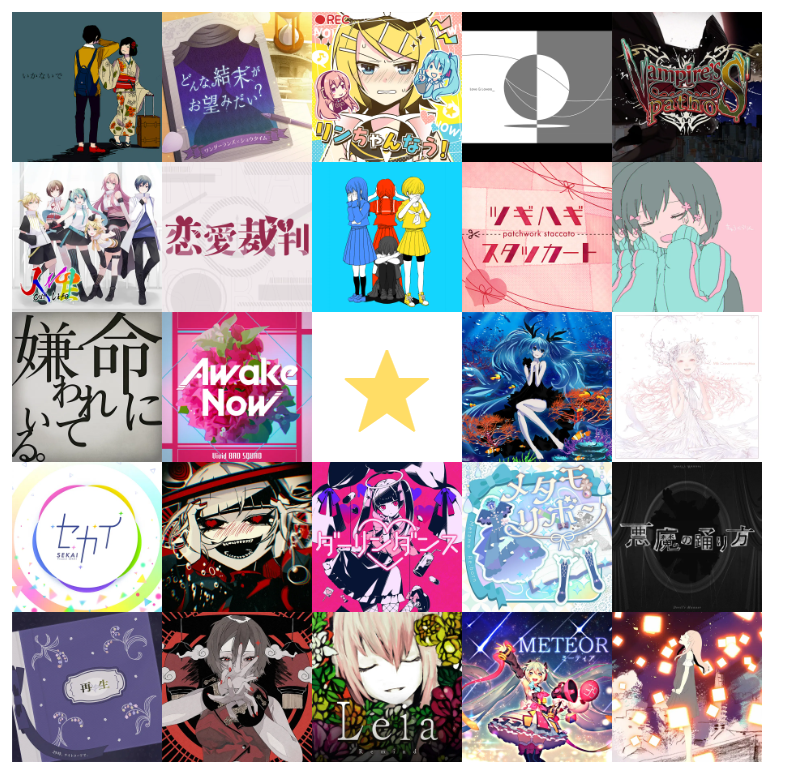 いかないで
どんな結末が
お望みだい?
ワンダーランズ×ショウタイム
REC
NOW
リンちゃんなう!
NOW!
Vampire's
pathoS
恋愛裁判
ツギハギ
patchwork staccato
スタッカート
命に
嫌われて
いる。
Awake
Now
Vivid BAD SQUAD
セカイ
SEKAI
ダーリンダンス
メダモ
リボン
悪魔の踊り方
再生
Leia
METEOR
ミーティア